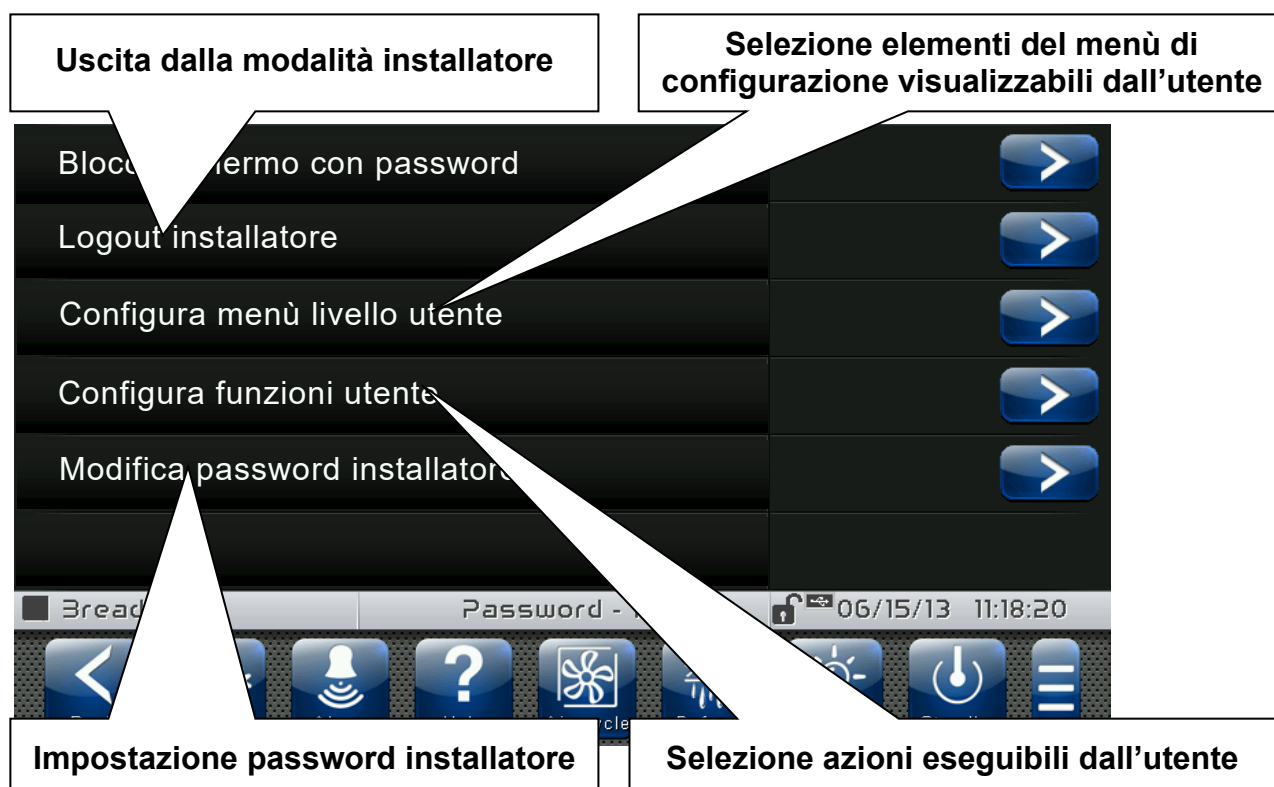 Uscita dalla modalità installatore
Selezione elementi del menù di
configurazione visualizzabili dall'utente
con password
Logout installatore
Configura menù livello utente
Configura funzioni utente
Modifica password installatore
Password -
06/15/13 11:18:20
Impostazione password installatore
Selezione azioni eseguibili dall'utente